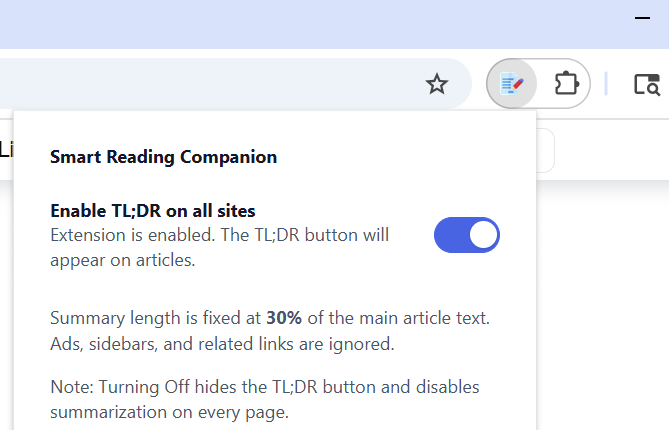 Li
Smart Reading Companion
Enable TL;DR on all sites
Extension is enabled. The TL;DR button will
appear on articles.
Summary length is fixed at 30% of the main article text.
Ads, sidebars, and related links are ignored.
Note: Turning Off hides the TL;DR button and disables
summarization on every page.